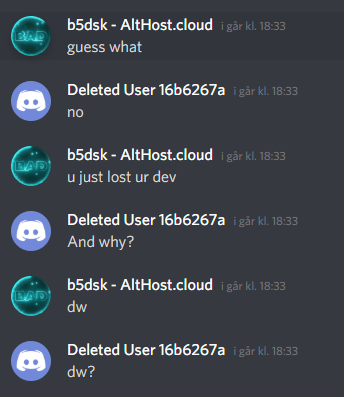 b5dsk - AltHost.cloud i går kl. 18:33
guess what
Deleted User 16b6267a i går kl. 18:33
no
b5dsk - AltHost.cloud i går kl. 18:33
u just lost ur dev
Deleted User 16b6267a i går kl. 18:33
And why?
b5dsk - AltHost.cloud i går kl. 18:33
dw
Deleted User 16b6267a i går kl. 18:33
dw?